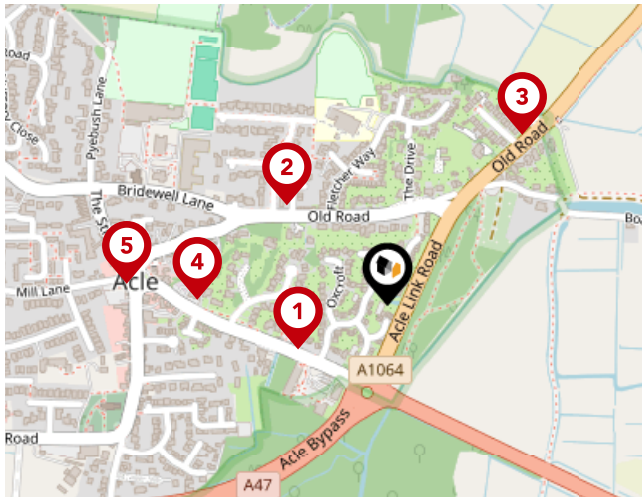 Road
Close
Pyebush Lane
3
Old Road
2
Fletcher Way
The Drive
Bridewell Lane
Old Road
The St
5
4
Acle
Mill Lane
Oxcroft
Acle Link Road
1
A1064
Acle Bypass
Road
A47